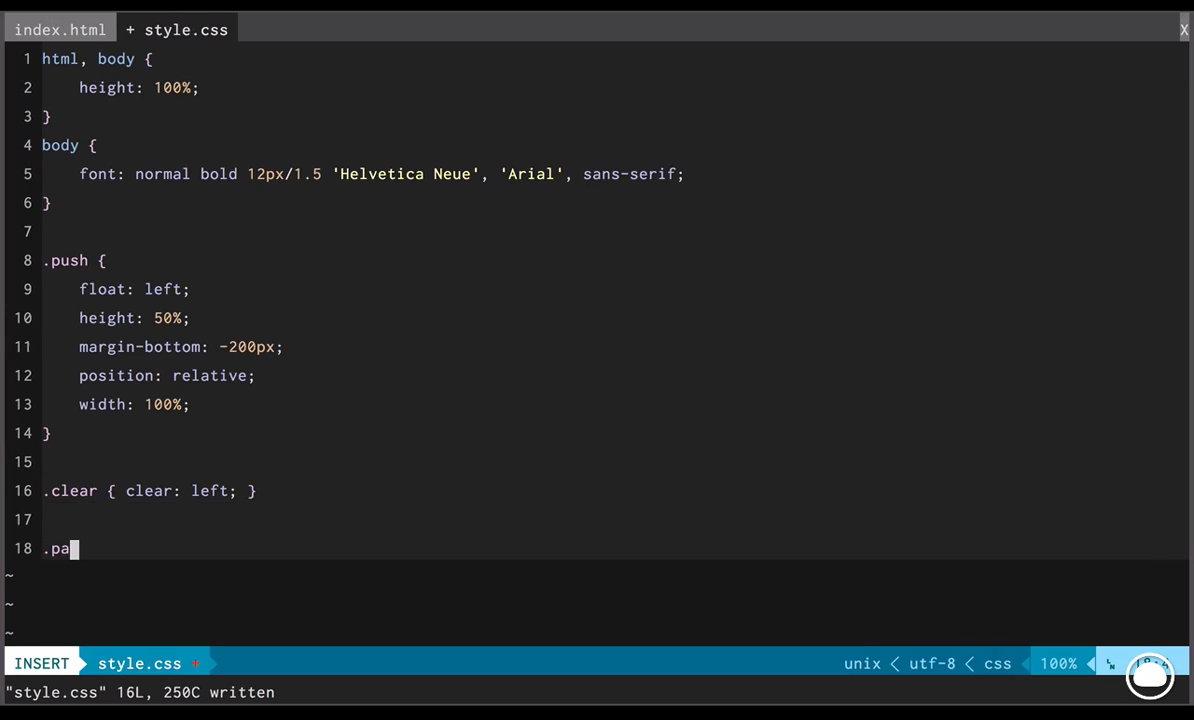 index.html + style.css X
1 html, body {
2 height: 100%;
3 }
4 body {
5 font: normal bold 12px/1.5 'Helvetica Neue', 'Arial', sans-serif;
6 }
7
8 .push {
9 float: left;
10 height: 50%;
11 margin-bottom: -200px;
12 position: relative;
13 width: 100%;
14 }
15
16 .clear { clear: left; }
17
18 .pa
~
~
~
INSERT style.css + unix < utf-8 < css 100%
"style.css" 16L, 250C written